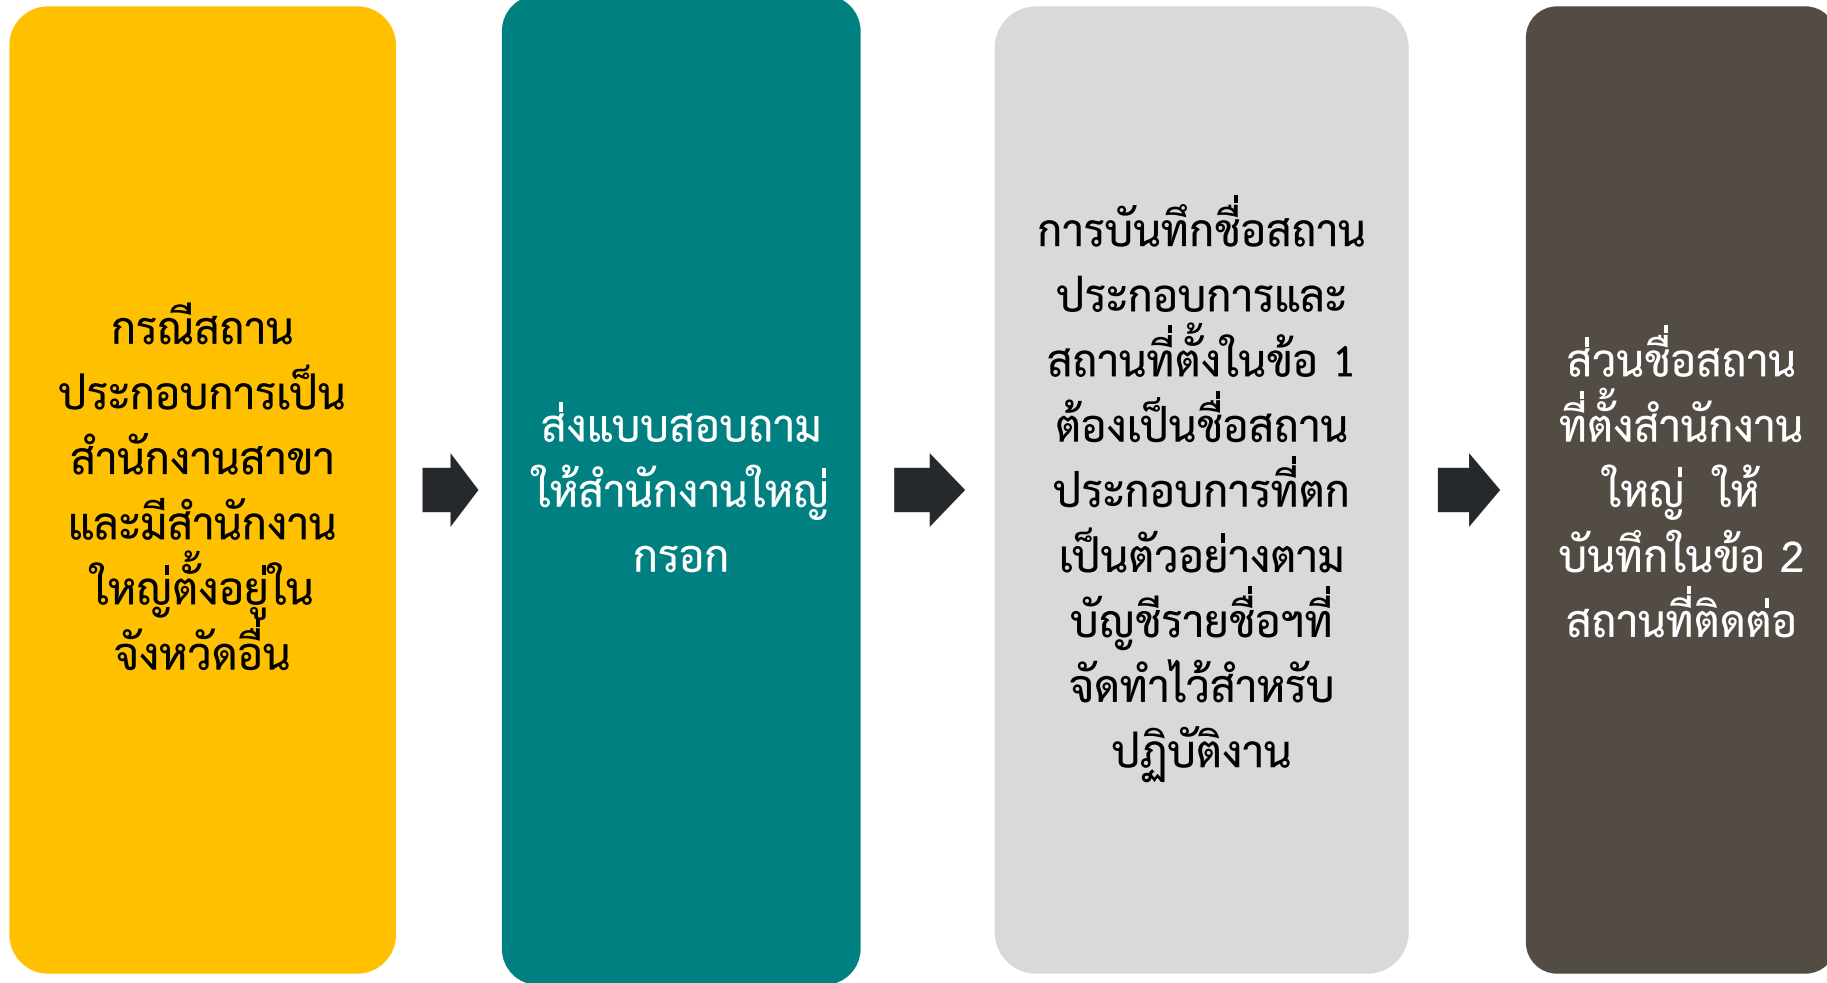 กรณีสถาน
ประกอบการเป็น
สำนักงานสาขา
และมีสำนักงาน
ใหญ่ตั้งอยู่ใน
จังหวัดอื่น
ส่งแบบสอบถาม
ให้สำนักงานใหญ่
กรอก
การบันทึกชื่อสถาน
ประกอบการและ
สถานที่ตั้งในข้อ 1
ต้องเป็นชื่อสถาน
ประกอบการที่ตก
เป็นตัวอย่างตาม
บัญชีรายชื่อฯที่
จัดทำไว้สำหรับ
ปฏิบัติงาน
ส่วนชื่อสถาน
ที่ตั้งสำนักงาน
ใหญ่ ให้
บันทึกในข้อ 2
สถานที่ติดต่อ